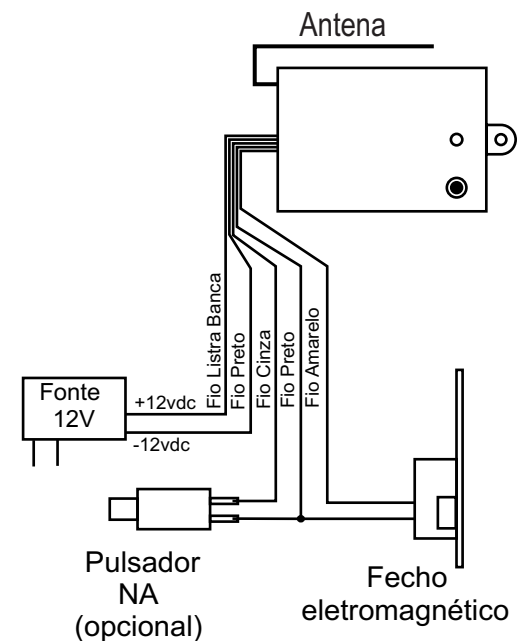 Antena
Fio Listra Banca
Fio Preto
Fio Cinza
Fio Preto
Fio Amarelo
Fonte
12V
+12vdc
-12vdc
Pulsador
NA
(opcional)
Fecho
eletromagnético